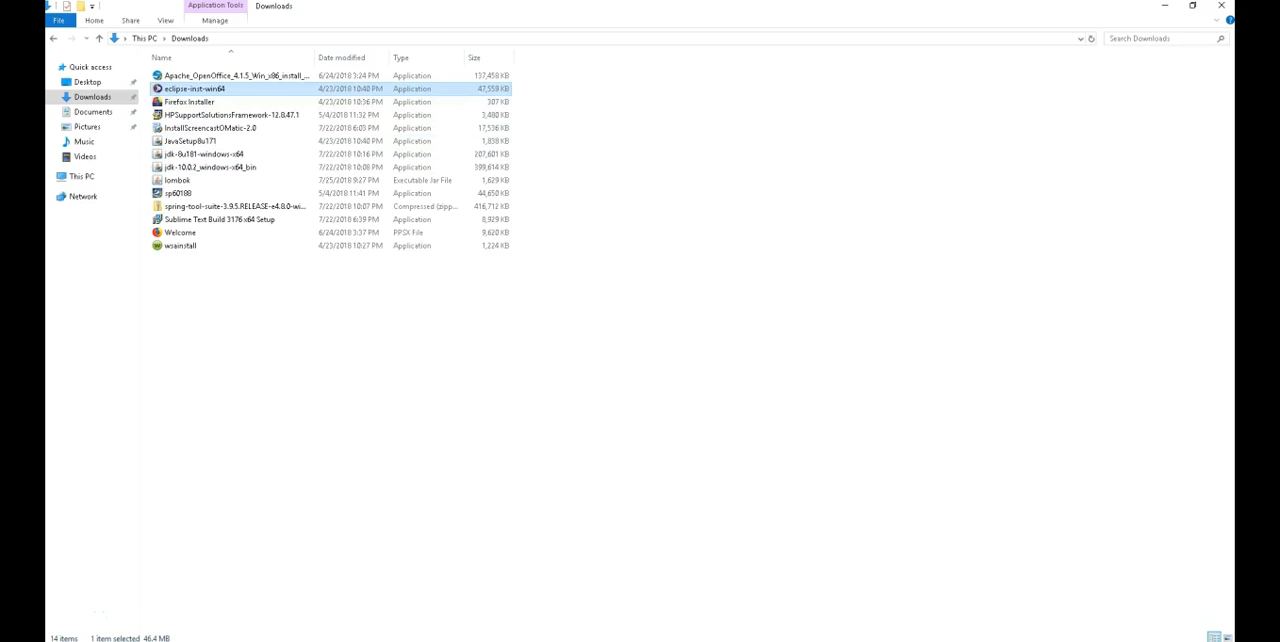 Application Tools Downloads
File Home Share View Manage
This PC > Downloads Search Downloads
Name Date modified Type Size
Quick access
Desktop
Downloads
Documents
Pictures
Music
Videos
This PC
Network
Apache_OpenOffice_4.1.5_Win_x86_install_... 6/24/2018 3:24 PM Application 137,458 KB
eclipse-inst-win64 4/23/2018 10:40 PM Application 47,559 KB
Firefox Installer 4/23/2018 10:36 PM Application 307 KB
HPSupportSolutionsFramework-12.8.47.1 5/4/2018 11:32 PM Application 3,480 KB
InstallScreencastOMatic-2.0 7/22/2018 6:03 PM Application 17,536 KB
JavaSetup8u171 4/23/2018 10:40 PM Application 1,838 KB
jdk-8u181-windows-x64 7/22/2018 10:16 PM Application 207,601 KB
jdk-10.0.2_windows-x64_bin 7/22/2018 10:08 PM Application 399,614 KB
lombok 7/25/2018 9:27 PM Executable Jar File 1,629 KB
sp60188 5/4/2018 11:41 PM Application 44,650 KB
spring-tool-suite-3.9.5.RELEASE-e4.8.0-wi... 7/22/2018 10:07 PM Compressed (zipp... 416,712 KB
Sublime Text Build 3176 x64 Setup 7/22/2018 6:39 PM Application 8,929 KB
Welcome 6/24/2018 3:37 PM PPSX File 9,620 KB
wsainstall 4/23/2018 10:27 PM Application 1,224 KB
14 items 1 item selected 46.4 MB